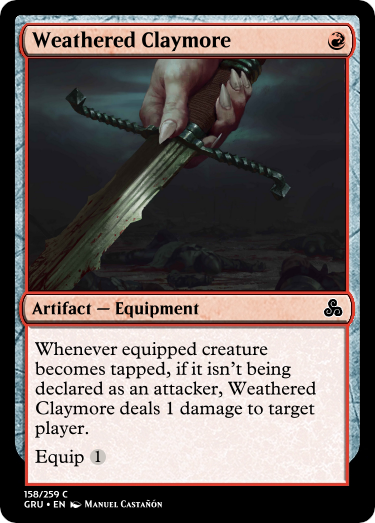 Weathered Claymore
Artifact — Equipment
Whenever equipped creature
becomes tapped, if it isn't being
declared as an attacker, Weathered
Claymore deals 1 damage to target
player.
Equip 1
158/259 C
GRU • EN Manuel Castañón